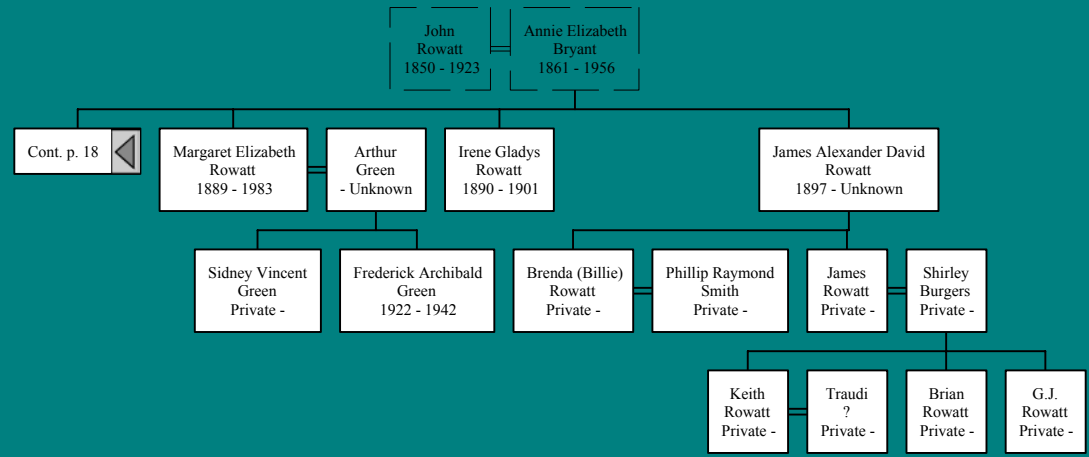 John
Rowatt
1850 - 1923
Annie Elizabeth
Bryant
1861 - 1956
Cont. p. 18
Margaret Elizabeth
Rowatt
1889 - 1983
Arthur
Green
- Unknown
Irene Gladys
Rowatt
1890 - 1901
James Alexander David
Rowatt
1897 - Unknown
Sidney Vincent
Green
Private -
Frederick Archibald
Green
1922 - 1942
Brenda (Billie)
Rowatt
Private -
Phillip Raymond
Smith
Private -
James
Rowatt
Private -
Shirley
Burgers
Private -
Keith
Rowatt
Private -
Traudi
?
Private -
Brian
Rowatt
Private -
G.J.
Rowatt
Private -